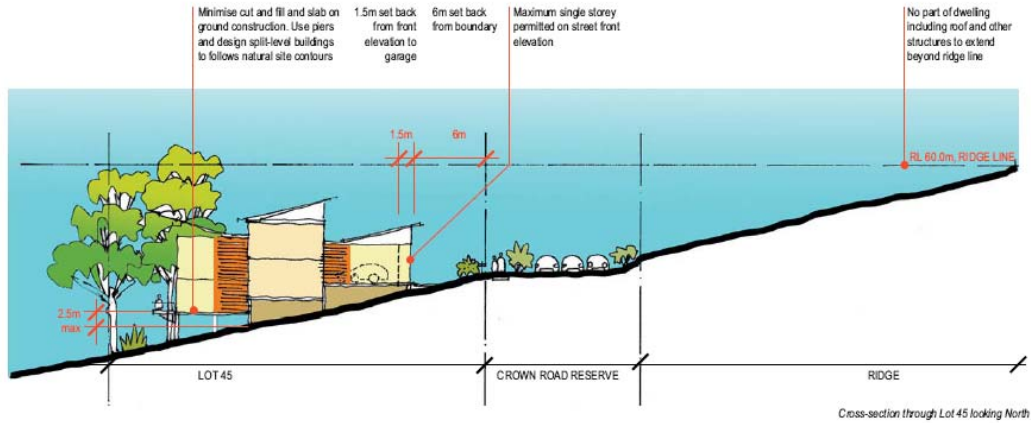 Minimise cut and fill and slab on
ground construction. Use piers
and design split-level buildings
to follows natural site contours
1.5m set back
from front
elevation to
garage
6m set back
from boundary
Maximum single storey
permitted on street front
elevation
No part of dwelling
including roof and other
structures to extend
beyond ridge line
1.5m
6m
RL 60.0m, RIDGE LINE
2.5m
max
LOT 45
CROWN ROAD RESERVE
RIDGE
Cross-section through Lot 45 looking North